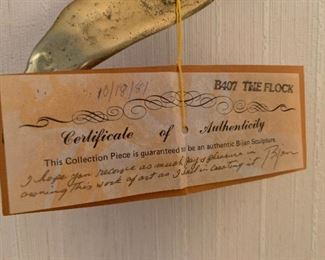 10/18/81
B407 THE FLOCK
Certificate of Authenticity
This Collection Piece is guaranteed to be an authentic Bijan Sculpture.
I hope you receive as much joy & pleasure in
owning this work of art as I did in creating it Bijan